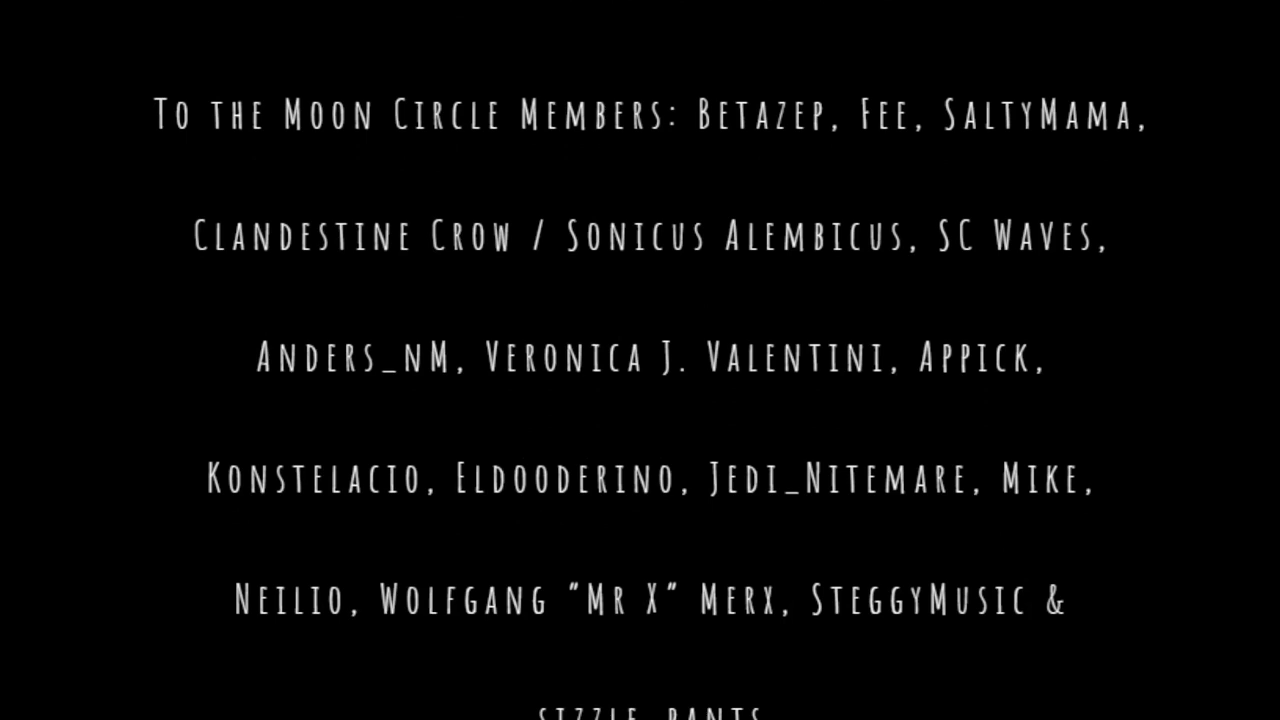 To the Moon Circle Members: Betazep, Fee, SaltyMama,
Clandestine Crow / Sonicus Alembicus, SC Waves,
Anders_nM, Veronica J. Valentini, Appick,
Konstelacio, Eldooderino, Jedi_Nitemare, Mike,
Neilio, Wolfgang "Mr X" Merx, SteggyMusic &
sizzle_pants